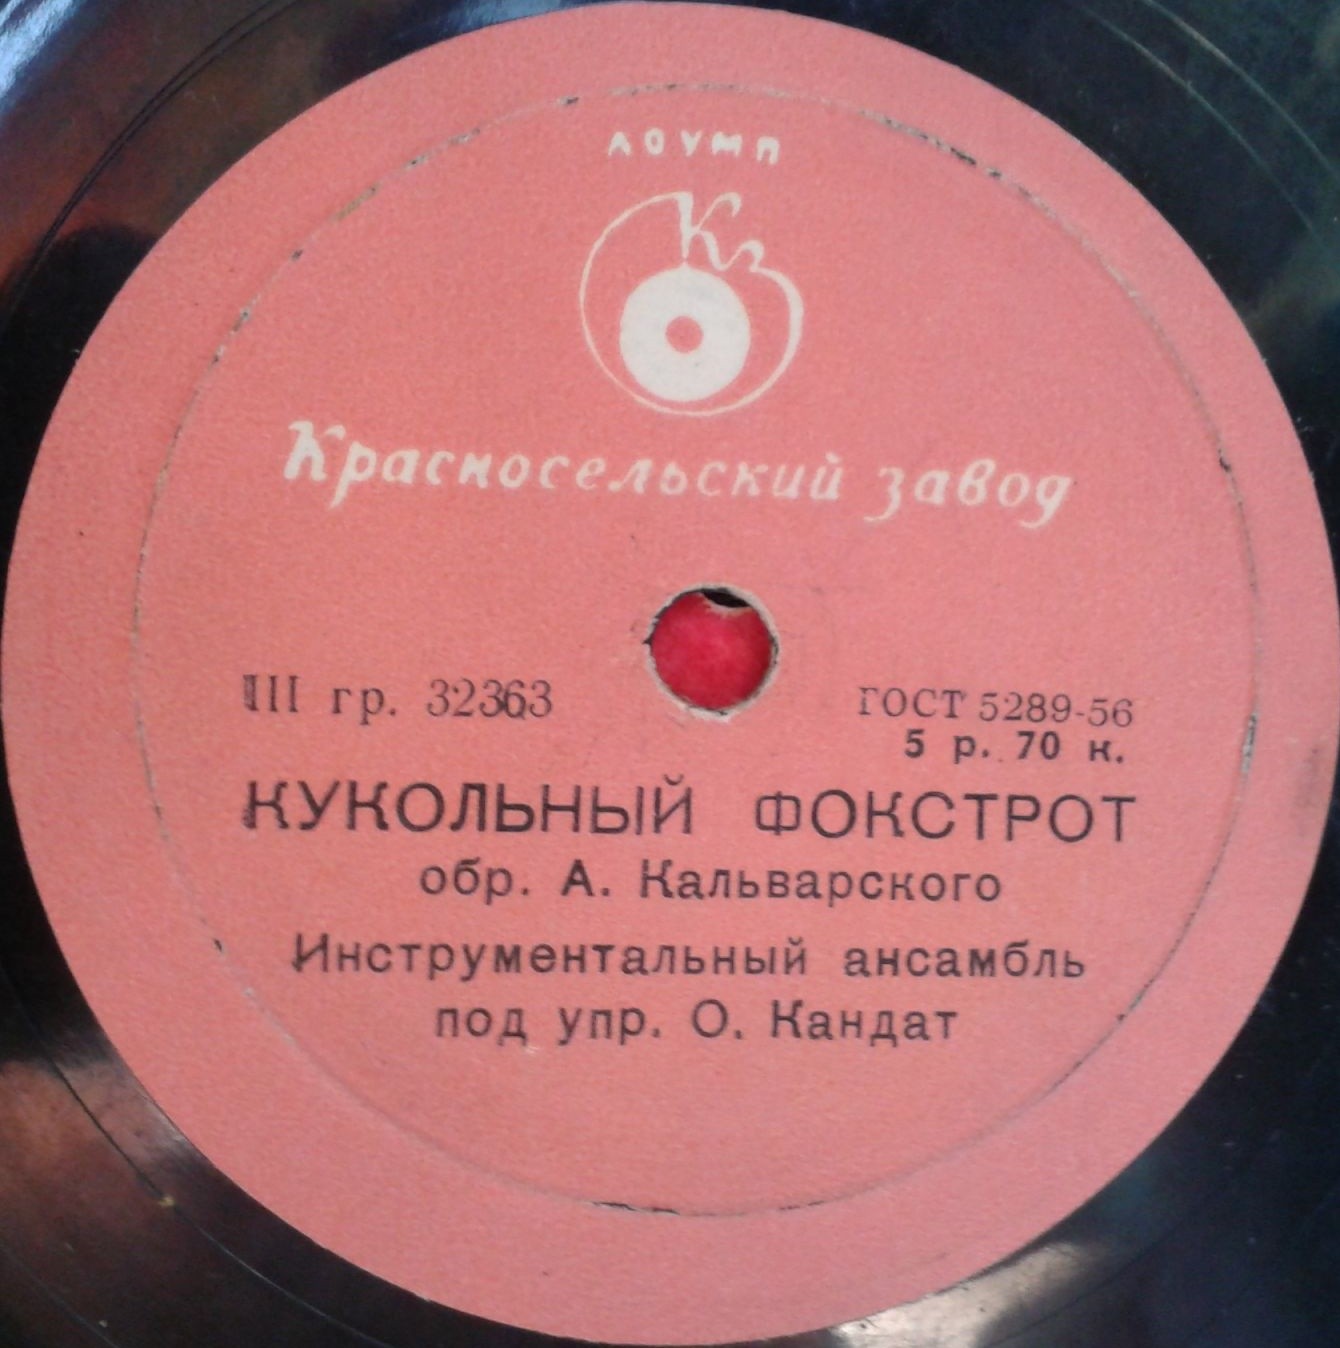 ЛОУМП
Кз
Красносельский завод
III гр. 32363
ГОСТ 5289-56
5 р. 70 к.
КУКОЛЬНЫЙ ФОКСТРОТ
обр. А. Кальварского
Инструментальный ансамбль
под упр. О. Кандат